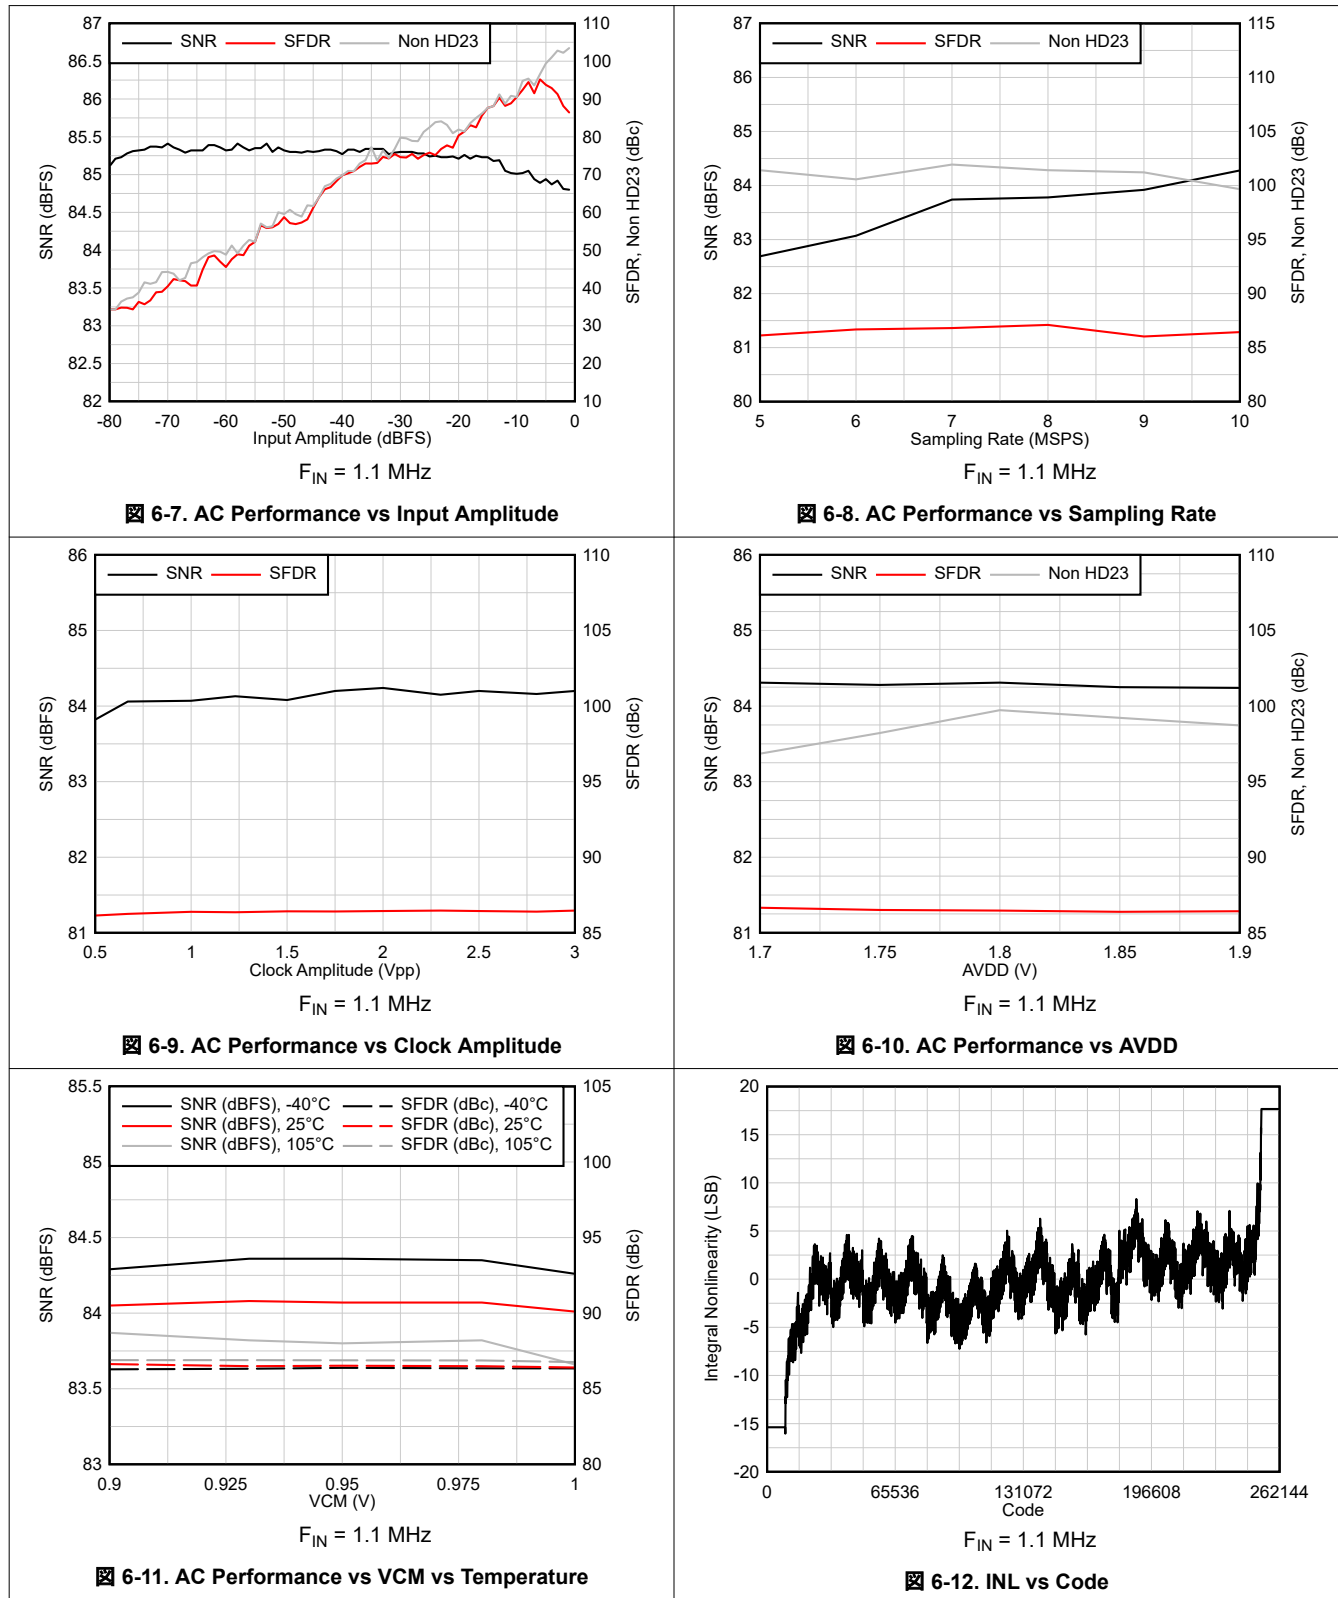 SNR SFDR Non HD23
87
86.5
86
85.5
85
84.5
84
83.5
83
82.5
82
110
100
90
80
70
60
50
40
30
20
10
-80 -70 -60 -50 -40 -30 -20 -10 0
SNR (dBFS)
SFDR, Non HD23 (dBc)
Input Amplitude (dBFS)
FIN = 1.1 MHz
図 6-7. AC Performance vs Input Amplitude
SNR SFDR Non HD23
87
86
85
84
83
82
81
80
115
110
105
100
95
90
85
80
5 6 7 8 9 10
SNR (dBFS)
SFDR, Non HD23 (dBc)
Sampling Rate (MSPS)
FIN = 1.1 MHz
図 6-8. AC Performance vs Sampling Rate
SNR SFDR
86
85
84
83
82
81
110
105
100
95
90
85
0.5 1 1.5 2 2.5 3
SNR (dBFS)
SFDR (dBc)
Clock Amplitude (Vpp)
FIN = 1.1 MHz
図 6-9. AC Performance vs Clock Amplitude
SNR SFDR Non HD23
86
85
84
83
82
81
110
105
100
95
90
85
1.7 1.75 1.8 1.85 1.9
SNR (dBFS)
SFDR, Non HD23 (dBc)
AVDD (V)
FIN = 1.1 MHz
図 6-10. AC Performance vs AVDD
SNR (dBFS), -40°C SFDR (dBc), -40°C
SNR (dBFS), 25°C SFDR (dBc), 25°C
SNR (dBFS), 105°C SFDR (dBc), 105°C
85.5
85
84.5
84
83.5
83
105
100
95
90
85
80
0.9 0.925 0.95 0.975 1
SNR (dBFS)
SFDR (dBc)
VCM (V)
FIN = 1.1 MHz
図 6-11. AC Performance vs VCM vs Temperature
20
15
10
5
0
-5
-10
-15
-20
0 65536 131072 196608 262144
Integral Nonlinearity (LSB)
Code
FIN = 1.1 MHz
図 6-12. INL vs Code